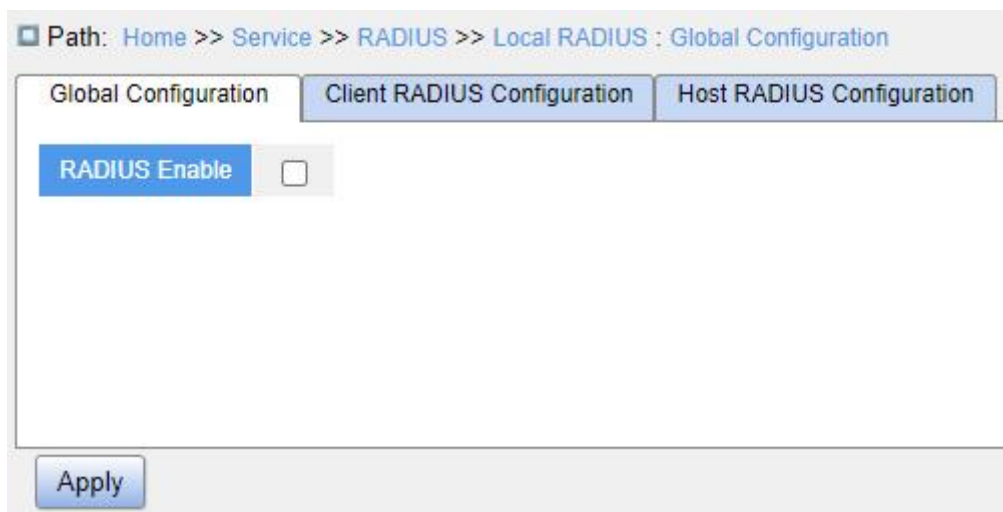 Path: Home >> Service >> RADIUS >> Local RADIUS : Global Configuration
Global Configuration Client RADIUS Configuration Host RADIUS Configuration
RADIUS Enable
Apply